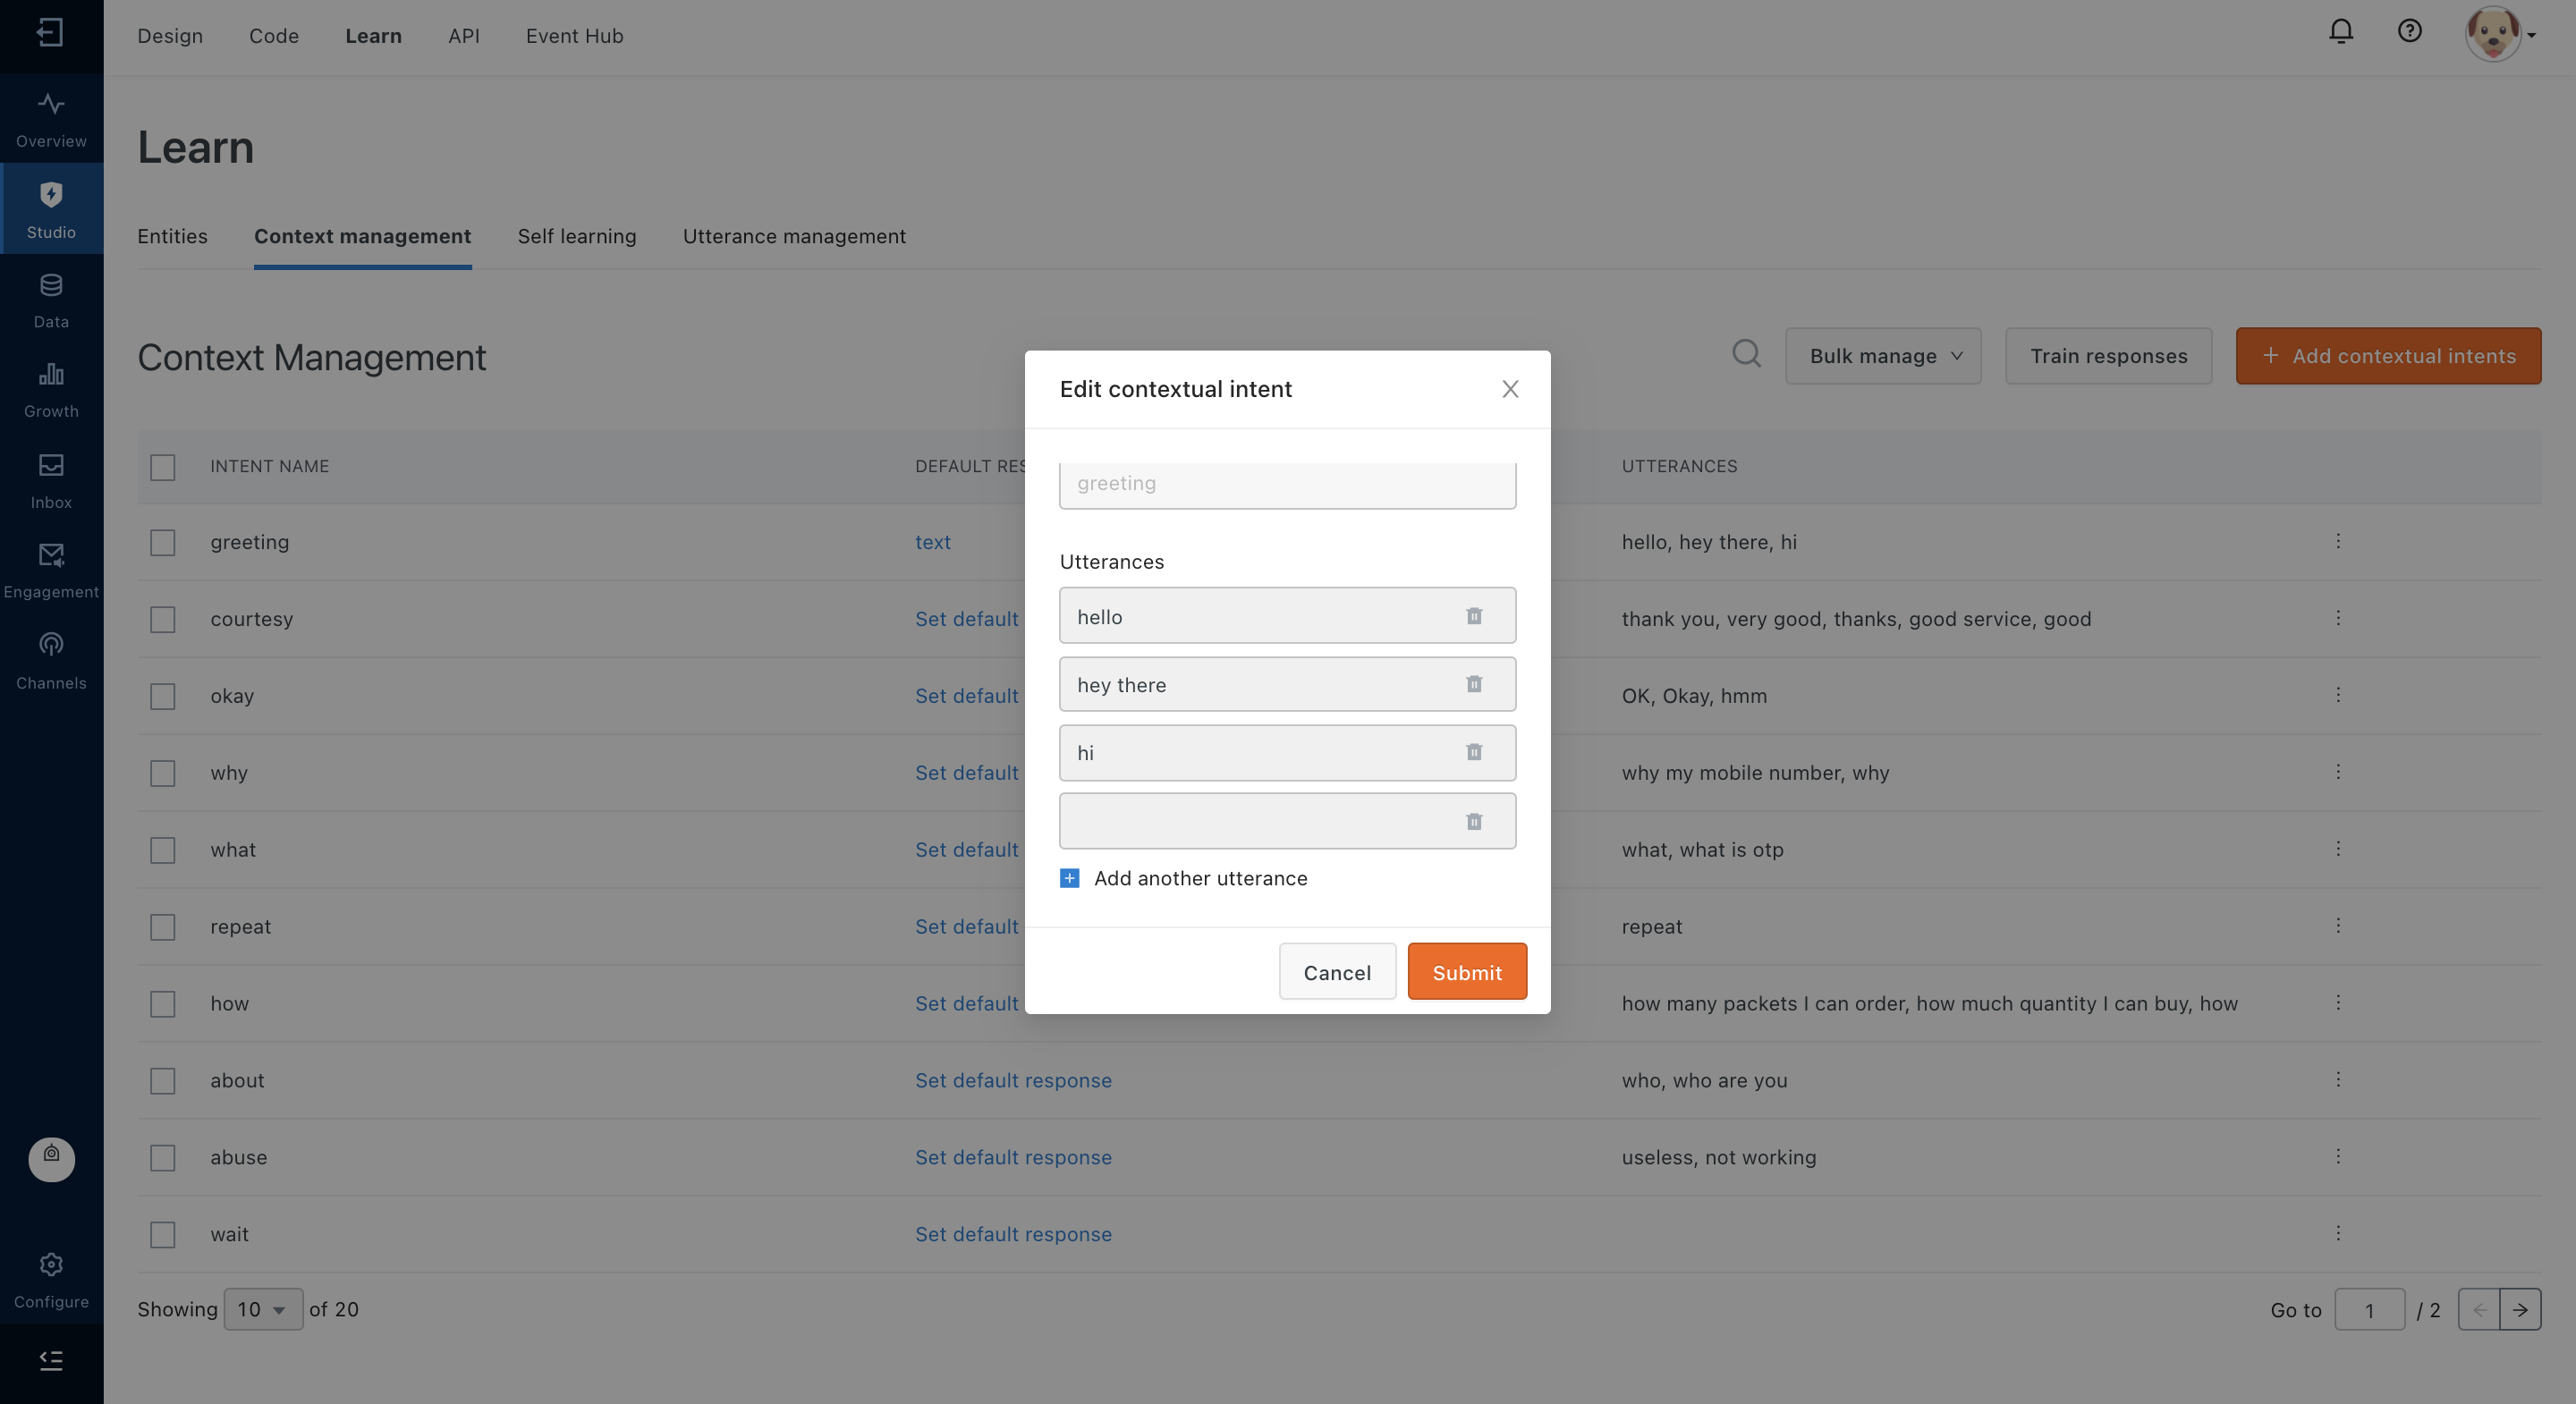 Design Code Learn API Event Hub
Overview
Studio
Data
Growth
Inbox
Engagement
Channels
Configure
Learn
Entities Context management Self learning Utterance management
Context Management
Bulk manage Train responses + Add contextual intents
INTENT NAME DEFAULT RES UTTERANCES
greeting text hello, hey there, hi
courtesy Set default thank you, very good, thanks, good service, good
okay Set default OK, Okay, hmm
why Set default why my mobile number, why
what Set default what, what is otp
repeat Set default repeat
how Set default how many packets I can order, how much quantity I can buy, how
about Set default response who, who are you
abuse Set default response useless, not working
wait Set default response
Showing 10 of 20
Go to 1 / 2
Edit contextual intent
greeting
Utterances
hello
hey there
hi
Add another utterance
Cancel Submit